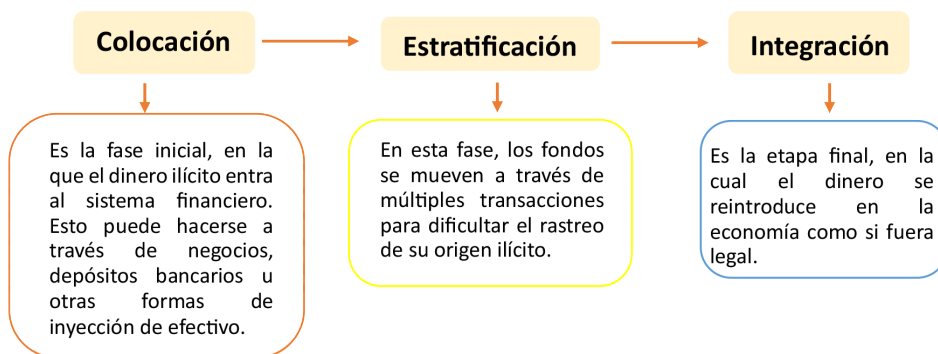 Colocación
Estratificación
Integración
Es la fase inicial, en la
que el dinero ilícito entra
al sistema financiero.
Esto puede hacerse a
través de negocios,
depósitos bancarios u
otras formas de
inyección de efectivo.
En esta fase, los fondos
se mueven a través de
múltiples transacciones
para dificultar el rastreo
de su origen ilícito.
Es la etapa final, en la
cual el dinero se
reintroduce en la
economía como si fuera
legal.